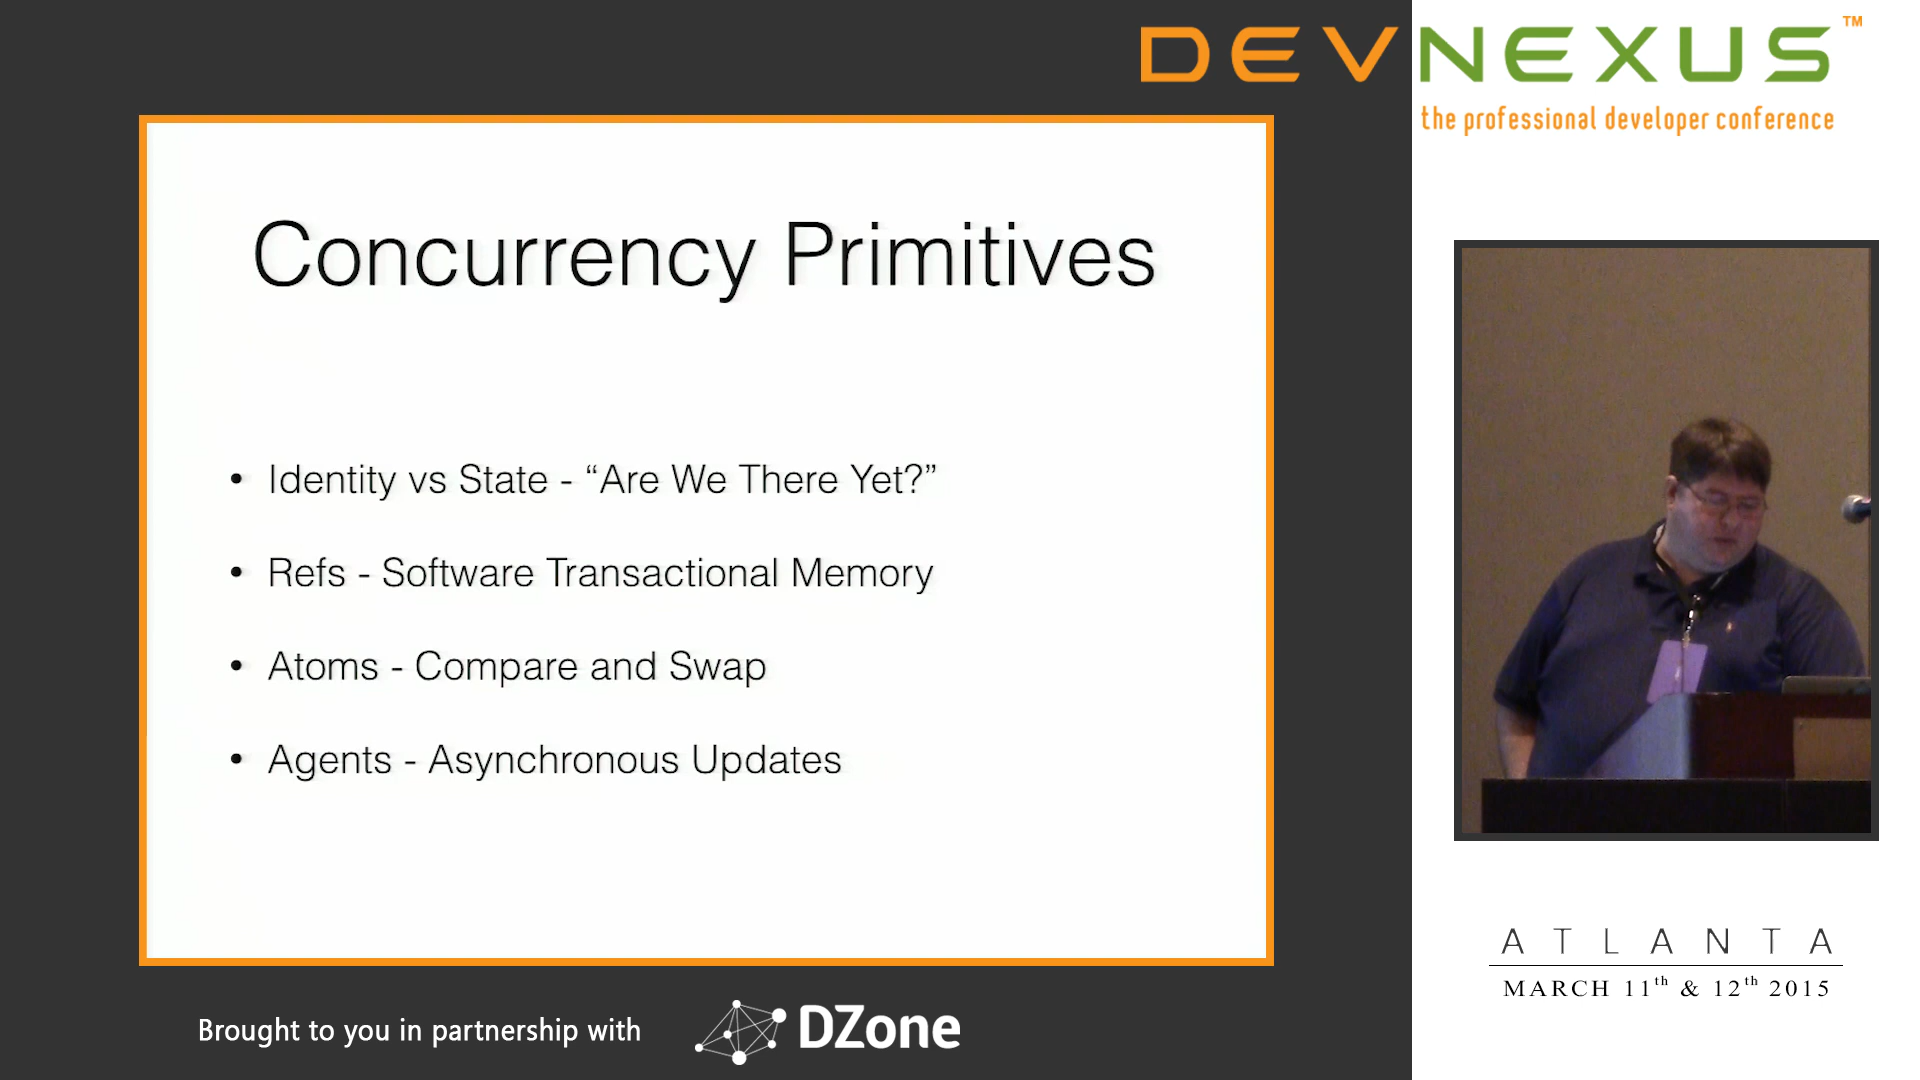 DEVNEXUS™
the professional developer conference
Concurrency Primitives
• Identity vs State - “Are We There Yet?”
• Refs - Software Transactional Memory
• Atoms - Compare and Swap
• Agents - Asynchronous Updates
ATLANTA
MARCH 11th & 12th 2015
Brought to you in partnership with
DZone